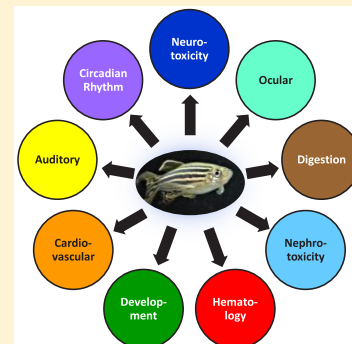 Neuro-
toxicity
Circadian
Rhythm
Ocular
Auditory
Digestion
Cardio-
vascular
Nephro-
toxicity
Develop-
ment
Hemato-
logy